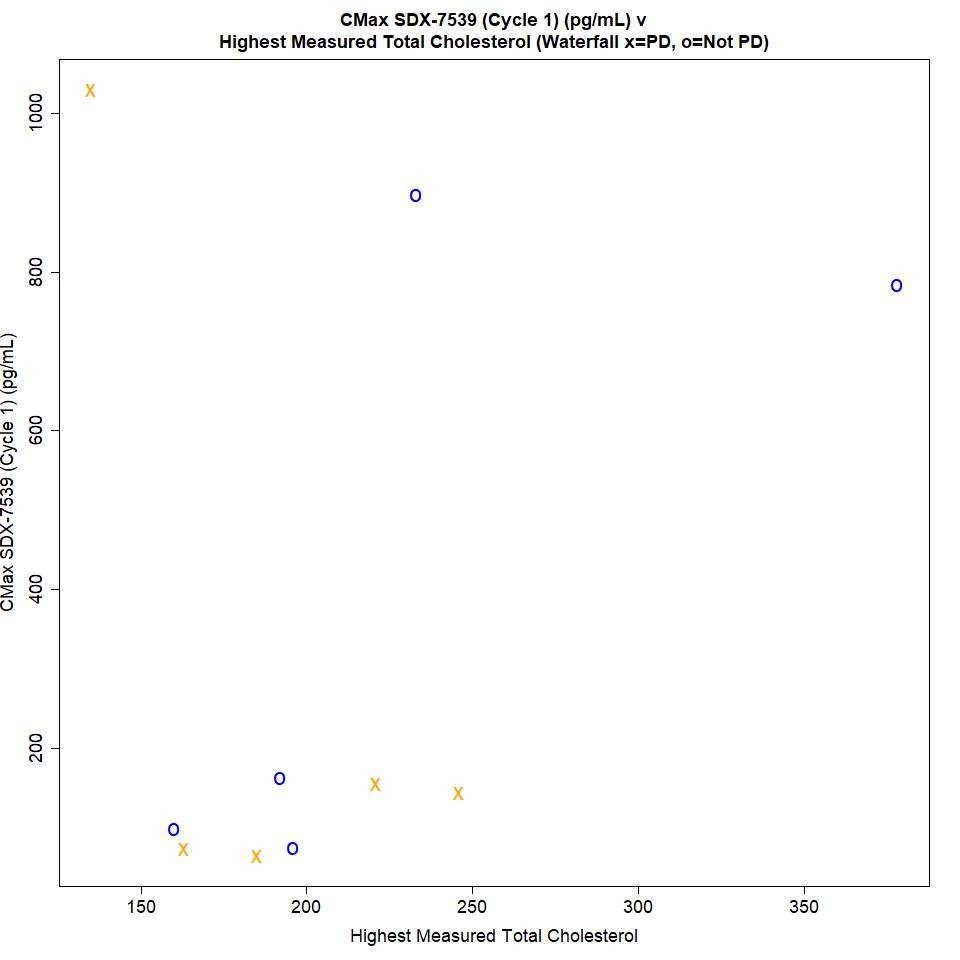 CMax SDX-7539 (Cycle 1) (pg/mL) v
Highest Measured Total Cholesterol (Waterfall x=PD, o=Not PD)
CMax SDX-7539 (Cycle 1) (pg/mL)
1000
800
600
400
200
x
o
o
o
x
x
o
x
o
x
150
200
250
300
350
Highest Measured Total Cholesterol